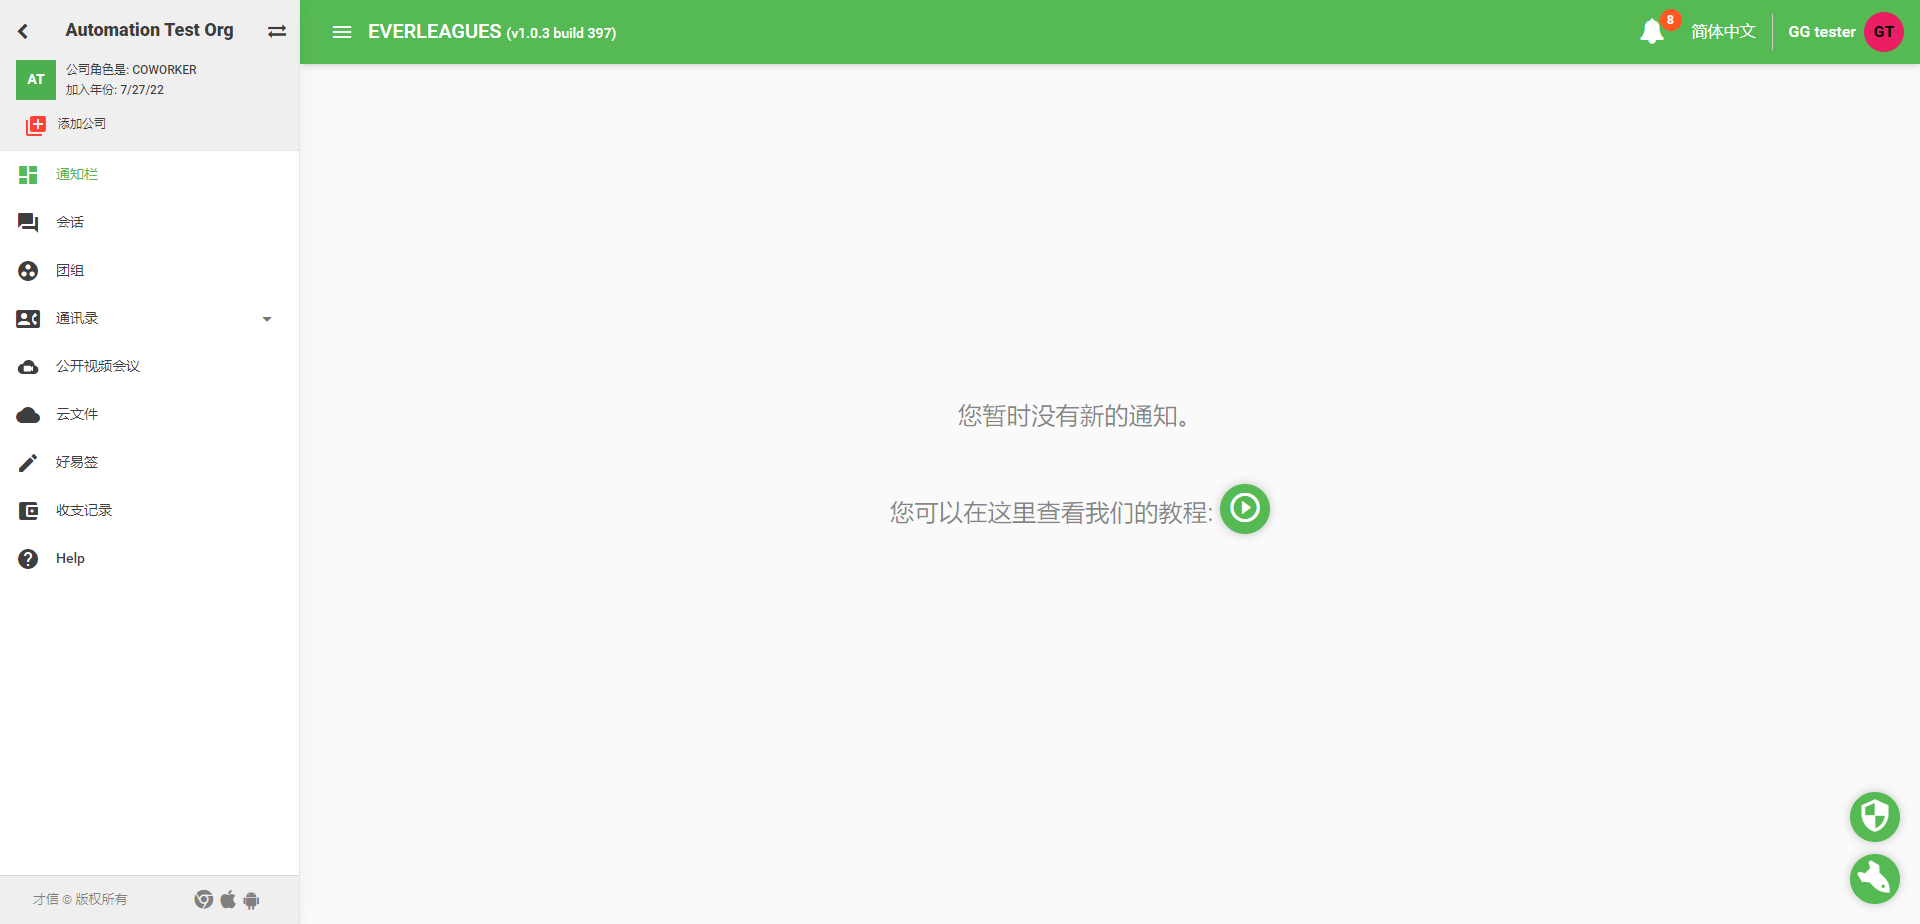 Automation Test Org
AT
公司角色是: COWORKER
加入年份: 7/27/22
添加公司
通知栏
会话
团组
通讯录
公开视频会议
云文件
好易签
收支记录
Help
才信 © 版权所有
EVERLEAGUES (v1.0.3 build 397)
8
简体中文
GG tester
GT
您暂时没有新的通知。
您可以在这里查看我们的教程: